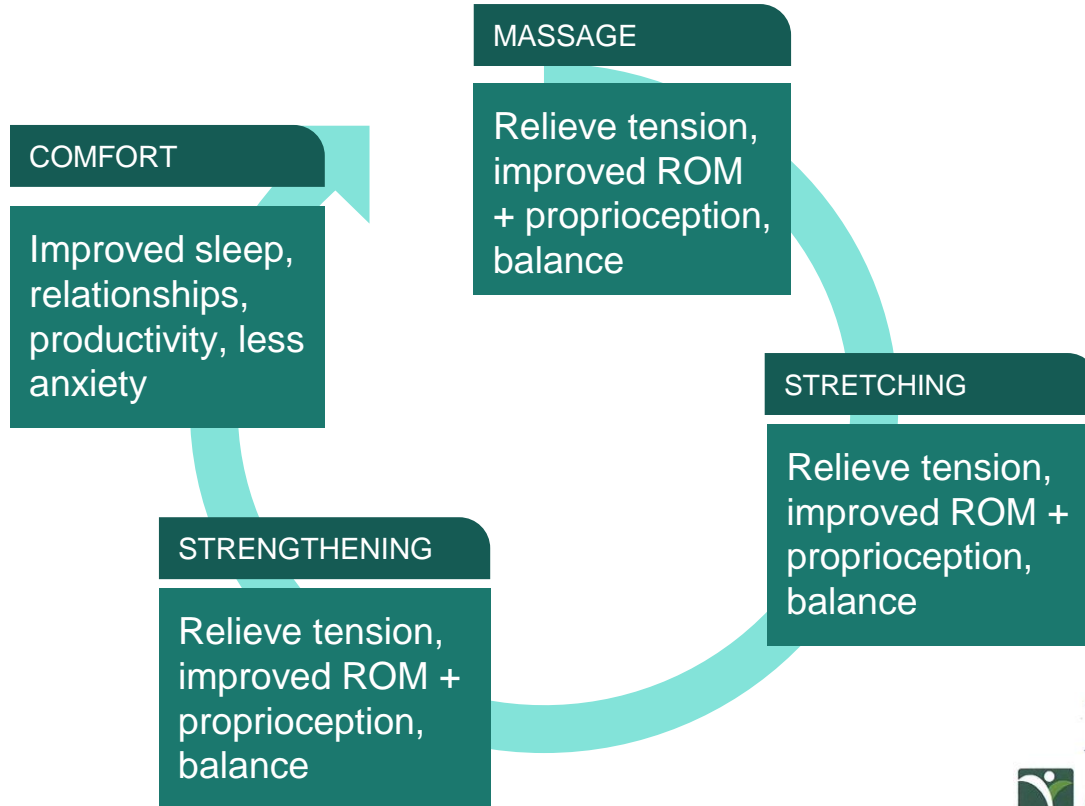 MASSAGE
Relieve tension,
improved ROM
+ proprioception,
balance
STRETCHING
Relieve tension,
improved ROM +
proprioception,
balance
STRENGTHENING
Relieve tension,
improved ROM +
proprioception,
balance
COMFORT
Improved sleep,
relationships,
productivity, less
anxiety